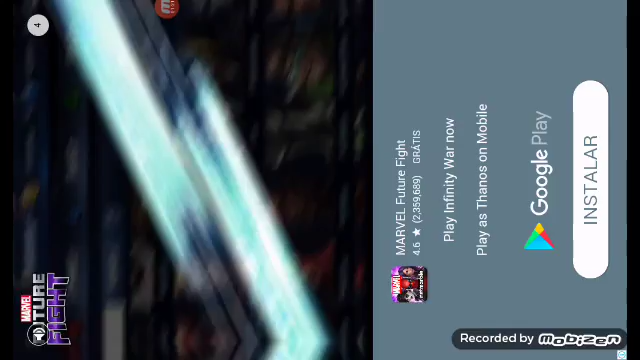 4
MARVEL
FUTURE
FIGHT
MARVEL Future Fight
4.6 ★ (2,359,689) GRÁTIS
Play Infinity War now
Play as Thanos on Mobile
Google Play
INSTALAR
Recorded by Mobizen